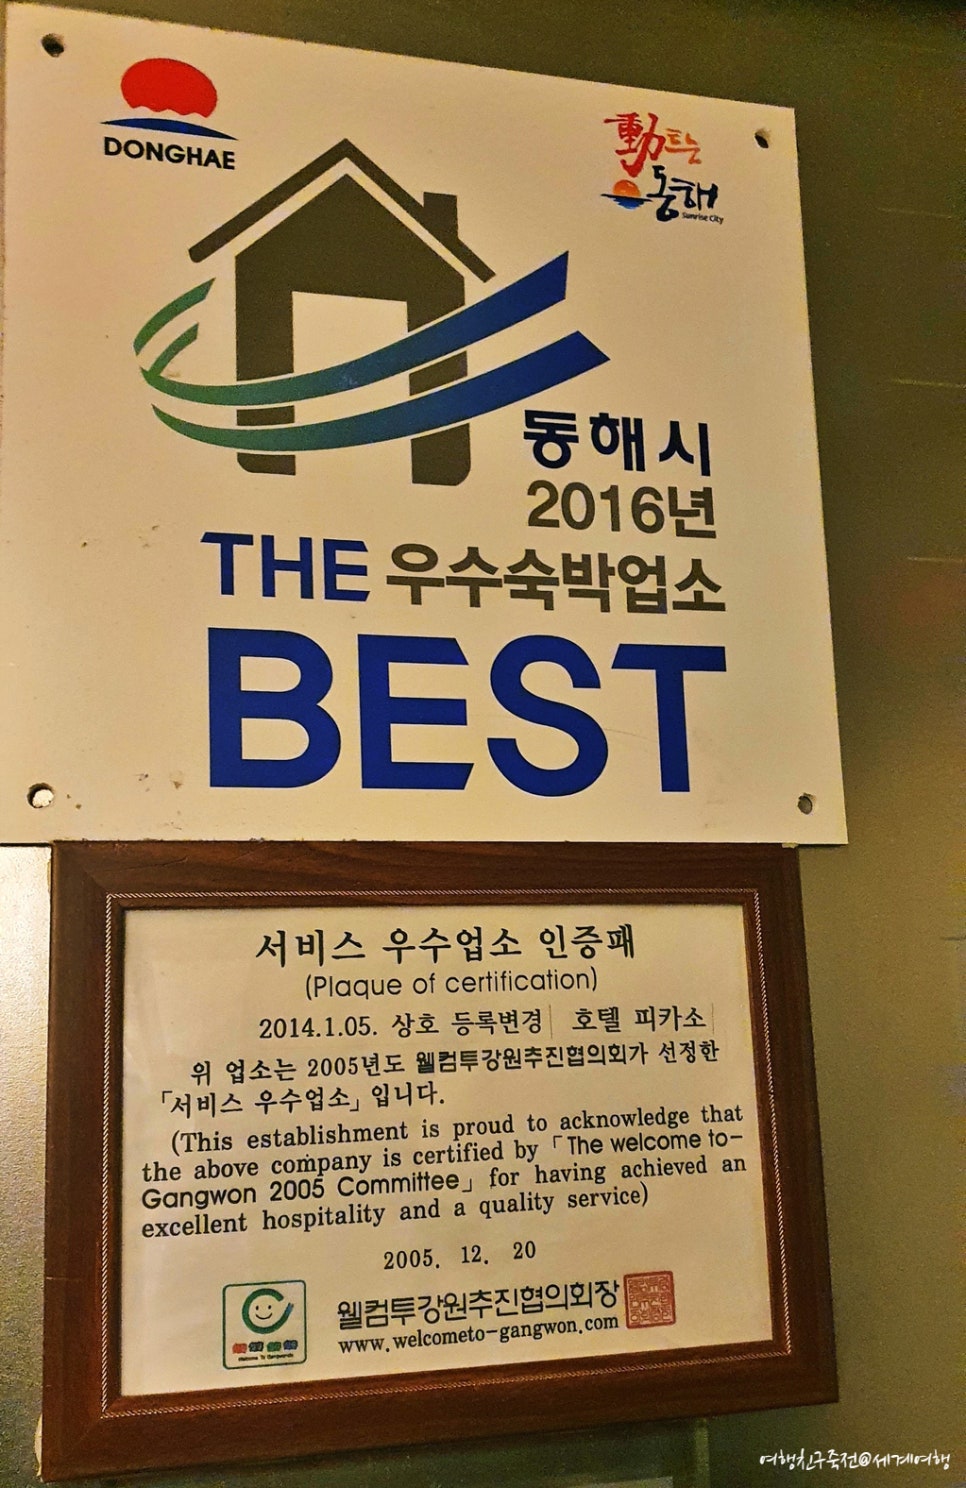 DONGHAE
動트는
동해
Sunrise City
동해시
2016년
THE 우수숙박업소
BEST
서비스 우수업소 인증패
(Plaque of certification)
2014.1.05. 상호 등록변경 호텔 피카소
위 업소는 2005년도 웰컴투강원추진협의회가 선정한
「서비스 우수업소」입니다.
(This establishment is proud to acknowledge that
the above company is certified by「The welcome to-
Gangwon 2005 Committee」for having achieved an
excellent hospitality and a quality service)
2005. 12. 20
웰컴투강원추진협의회장
www.welcometo-gangwon.com
여행친구쭉전@세계여행